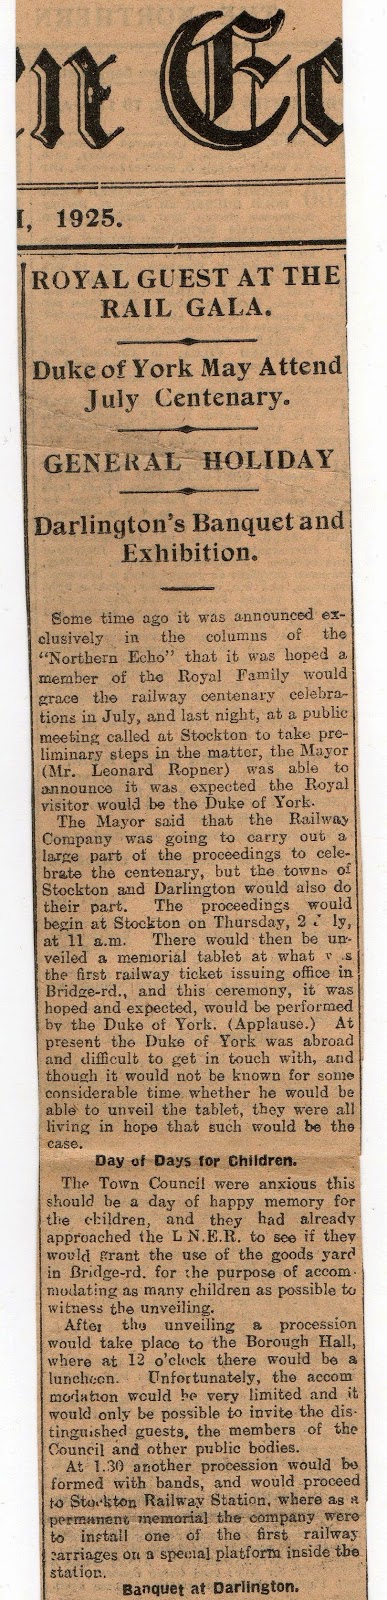 n Ec
1, 1925.
ROYAL GUEST AT THE
RAIL GALA.
Duke of York May Attend
July Centenary.
GENERAL HOLIDAY
Darlington's Banquet and
Exhibition.
Some time ago it was announced ex-
clusively in the columns of the
"Northern Echo" that it was hoped a
member of the Royal Family would
grace the railway centenary celebra-
tions in July, and last night, at a public
meeting called at Stockton to take pre-
liminary steps in the matter, the Mayor
(Mr. Leonard Ropner) was able to
announce it was expected the Royal
visitor would be the Duke of York.
The Mayor said that the Railway
Company was going to carry out a
large part of the proceedings to cele-
brate the centenary, but the towns of
Stockton and Darlington would also do
their part. The proceedings would
begin at Stockton on Thursday, 2 ly,
at 11 a.m. There would then be un-
veiled a memorial tablet at what
the first railway ticket issuing office in
Bridge-rd., and this ceremony, it was
hoped and expected, would be performed
by the Duke of York. (Applause.) At
present the Duke of York was abroad
and difficult to get in touch with, and
though it would not be known for some
considerable time whether he would be
able to unveil the tablet, they were all
living in hope that such would be the
case.
Day of Days for Children.
The Town Council were anxious this
should be a day of happy memory for
the children, and they had already
approached the L N.E.R. to see if they
would grant the use of the goods yard
in Bridge-rd. for the purpose of accom-
modating as many children as possible to
witness the unveiling.
After the unveiling a procession
would take place to the Borough Hall,
where at 12 o'clock there would be a
luncheon. Unfortunately, the accom
modation would be very limited and it
would only be possible to invite the dis-
tinguished guests, the members of the
Council and other public bodies.
At 1.30 another procession would be
formed with bands, and would proceed
to Stockton Railway Station, where as a
permanent memorial the company were
to install one of the first railway
carriages on a special platform inside the
station.
Banquet at Darlington.